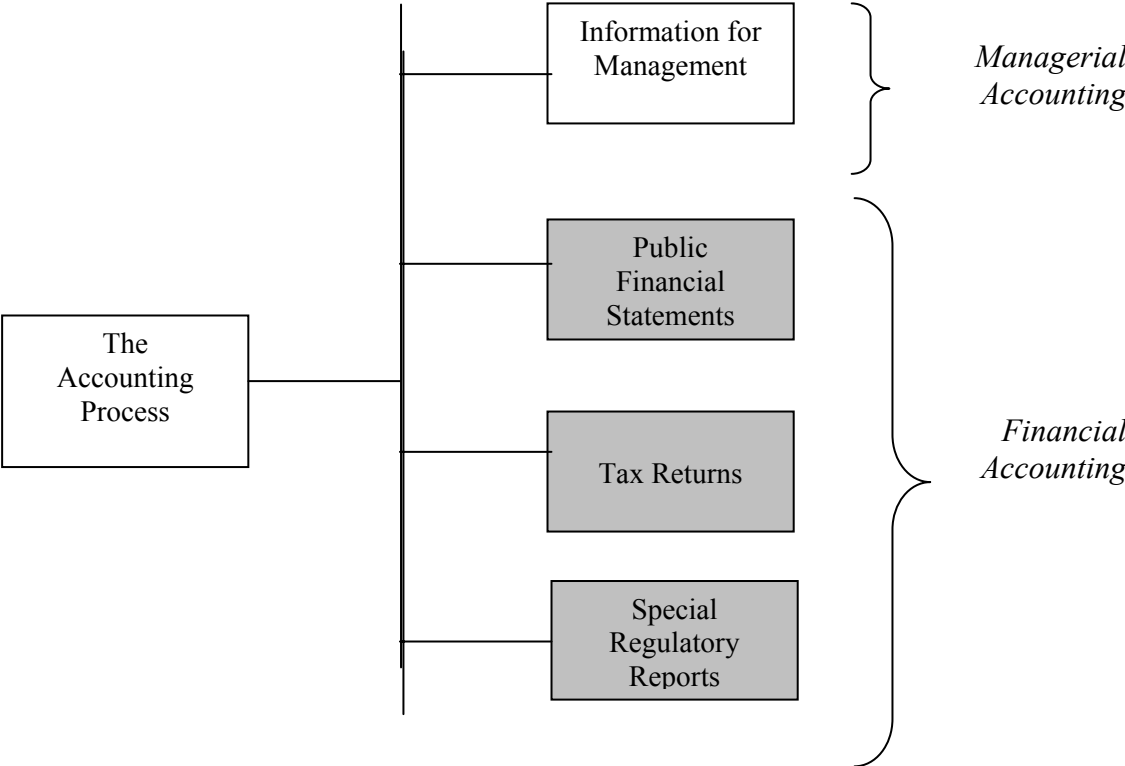 Information for
Management
Managerial
Accounting
Public
Financial
Statements
The
Accounting
Process
Tax Returns
Financial
Accounting
Special
Regulatory
Reports